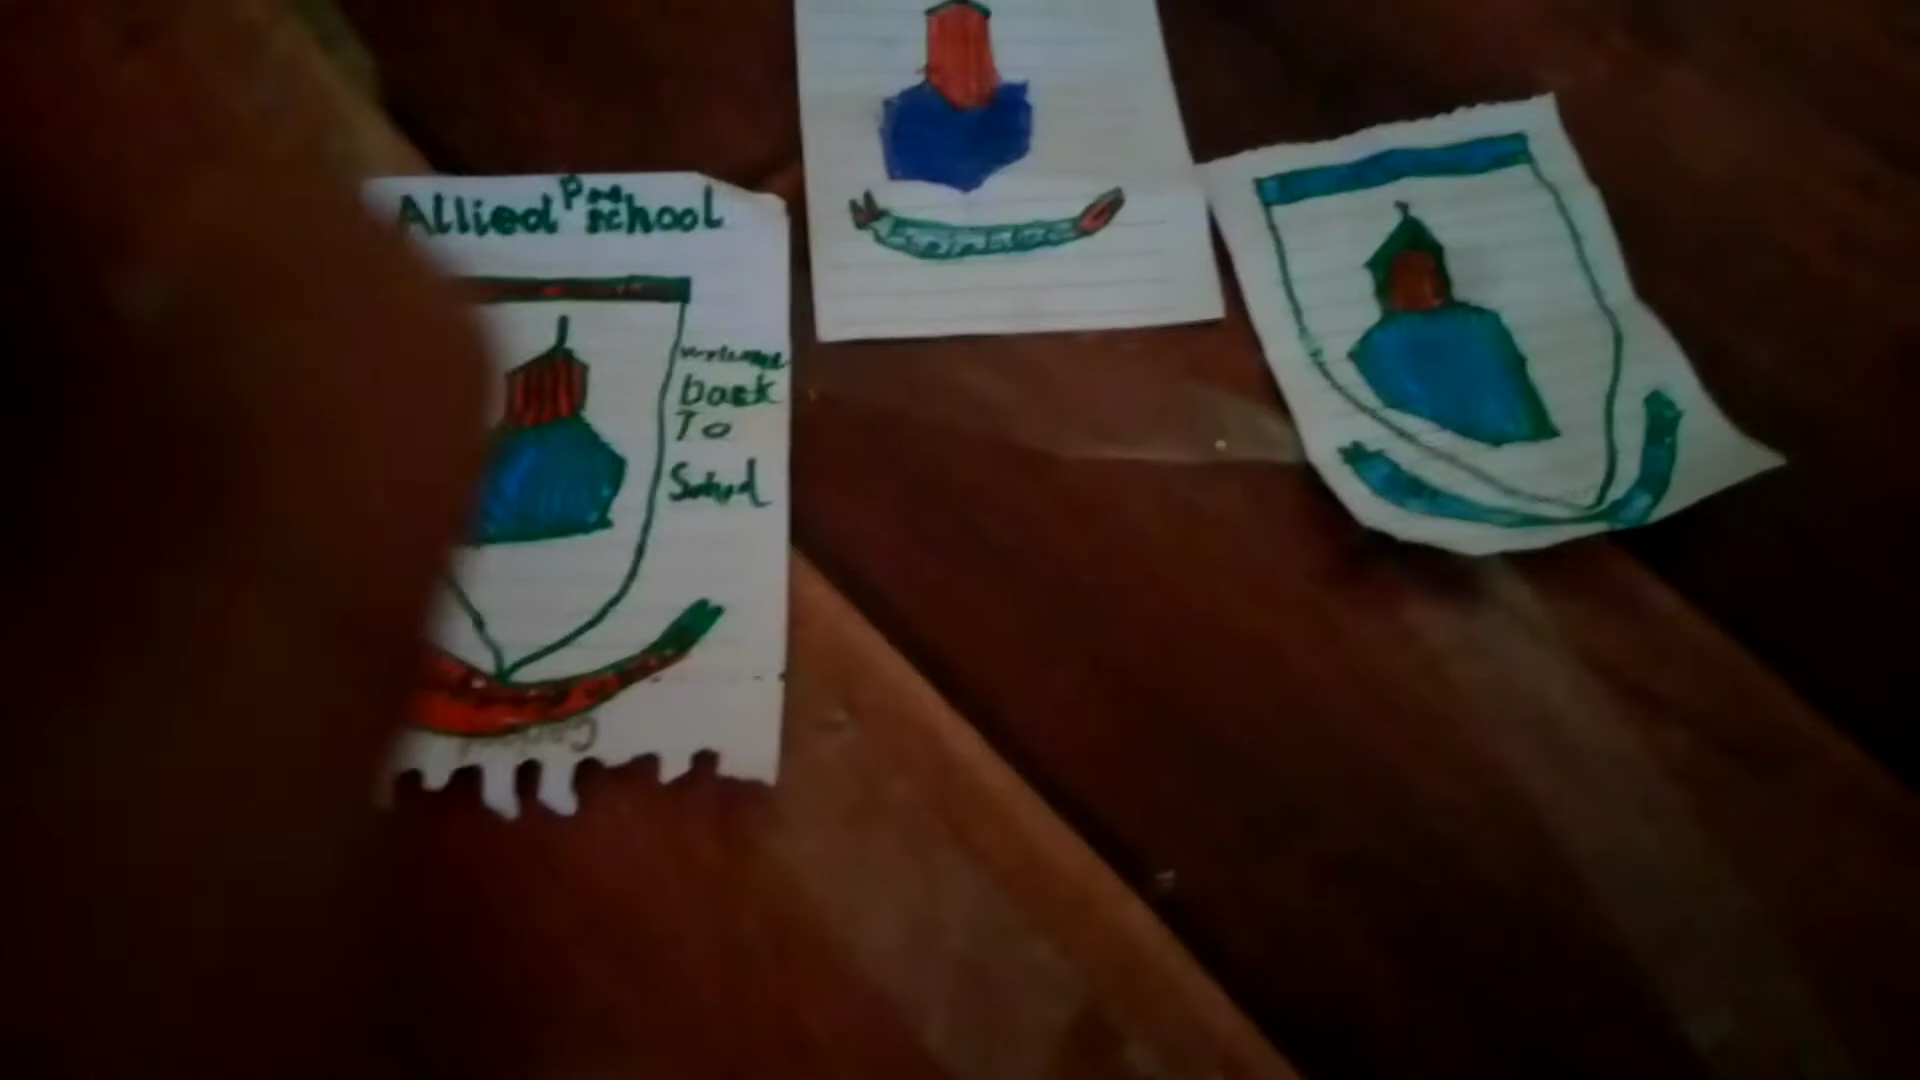 Allied Pre school
welcome
back
To
School